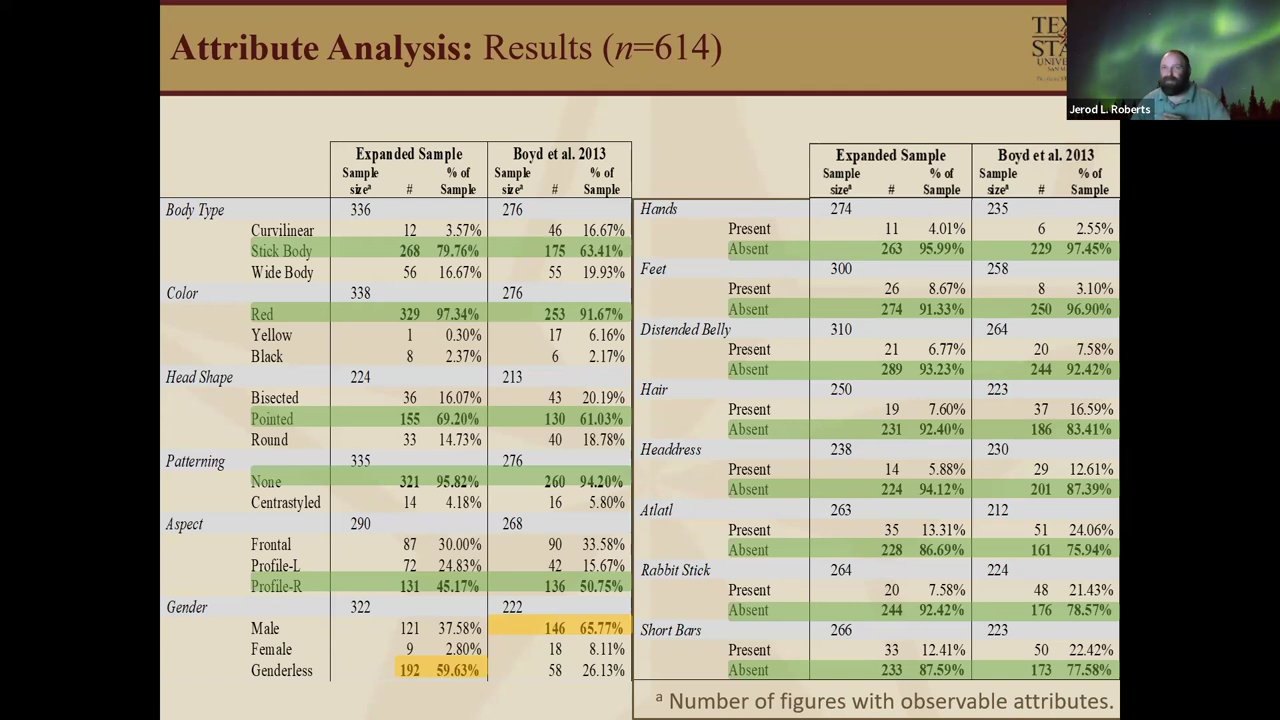 Attribute Analysis: Results (n=614)
TEX
STA
UNIVE
Jerod L. Roberts
Expanded Sample Boyd et al. 2013
Sample sizeᵃ # % of Sample Sample sizeᵃ # % of Sample
Body Type 336 276
Curvilinear 12 3.57% 46 16.67%
Stick Body 268 79.76% 175 63.41%
Wide Body 56 16.67% 55 19.93%
Color 338 276
Red 329 97.34% 253 91.67%
Yellow 1 0.30% 17 6.16%
Black 8 2.37% 6 2.17%
Head Shape 224 213
Bisected 36 16.07% 43 20.19%
Pointed 155 69.20% 130 61.03%
Round 33 14.73% 40 18.78%
Patterning 335 276
None 321 95.82% 260 94.20%
Centrastyled 14 4.18% 16 5.80%
Aspect 290 268
Frontal 87 30.00% 90 33.58%
Profile-L 72 24.83% 42 15.67%
Profile-R 131 45.17% 136 50.75%
Gender 322 222
Male 121 37.58% 146 65.77%
Female 9 2.80% 18 8.11%
Genderless 192 59.63% 58 26.13%
Expanded Sample Boyd et al. 2013
Sample sizeᵃ # % of Sample Sample sizeᵃ # % of Sample
Hands 274 235
Present 11 4.01% 6 2.55%
Absent 263 95.99% 229 97.45%
Feet 300 258
Present 26 8.67% 8 3.10%
Absent 274 91.33% 250 96.90%
Distended Belly 310 264
Present 21 6.77% 20 7.58%
Absent 289 93.23% 244 92.42%
Hair 250 223
Present 19 7.60% 37 16.59%
Absent 231 92.40% 186 83.41%
Headdress 238 230
Present 14 5.88% 29 12.61%
Absent 224 94.12% 201 87.39%
Atlatl 263 212
Present 35 13.31% 51 24.06%
Absent 228 86.69% 161 75.94%
Rabbit Stick 264 224
Present 20 7.58% 48 21.43%
Absent 244 92.42% 176 78.57%
Short Bars 266 223
Present 33 12.41% 50 22.42%
Absent 233 87.59% 173 77.58%
ᵃ Number of figures with observable attributes.